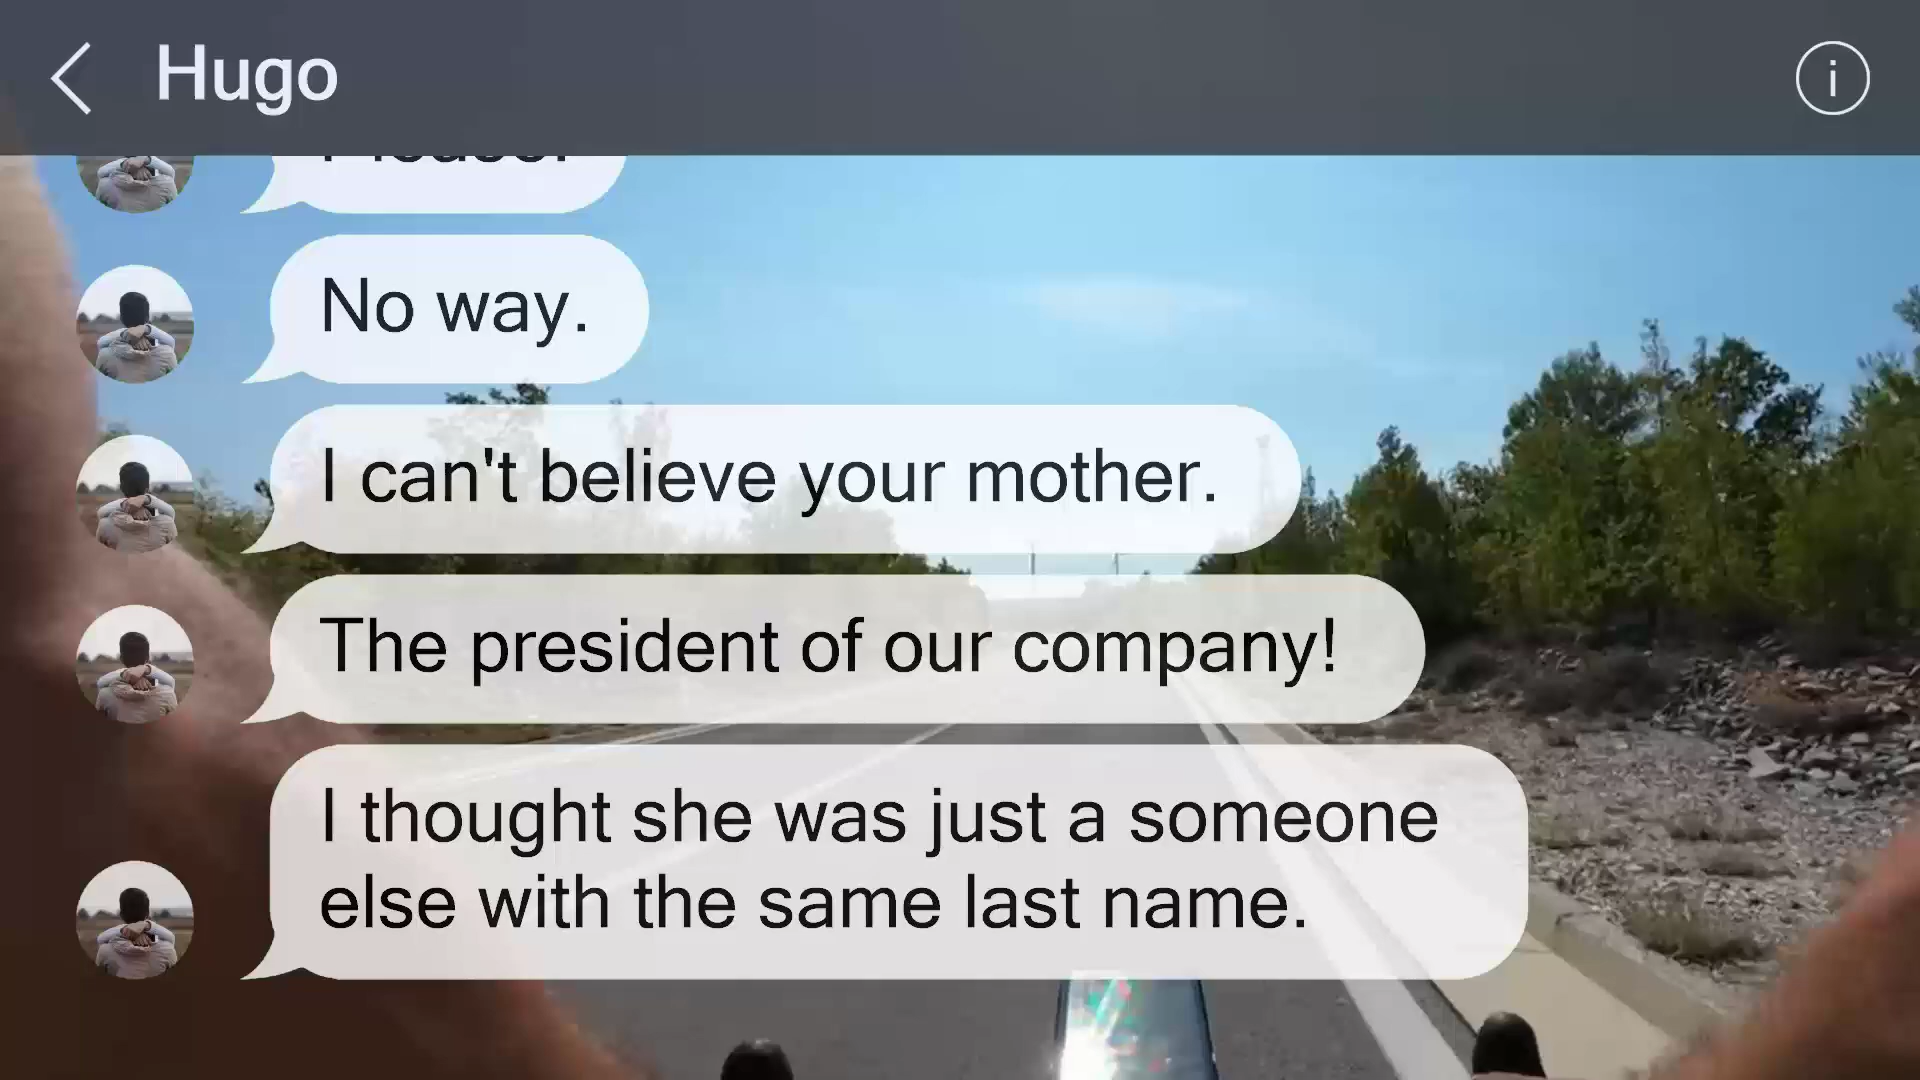 Hugo
No way.
I can't believe your mother.
The president of our company!
I thought she was just a someone
else with the same last name.